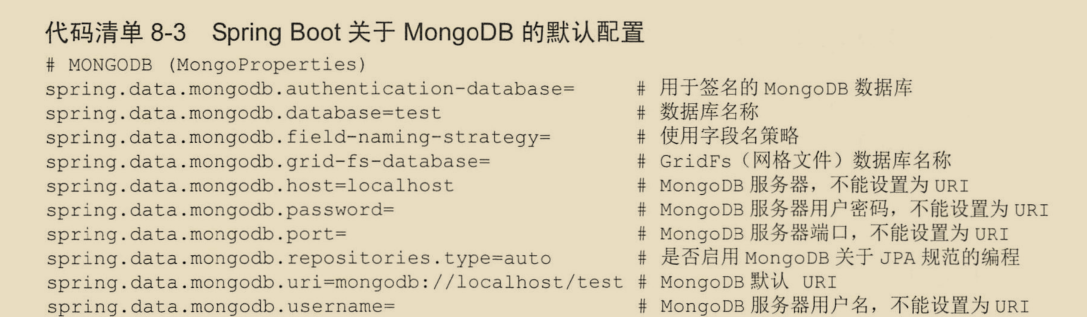 代码清单 8-3 Spring Boot 关于 MongoDB 的默认配置
# MONGODB (MongoProperties)
spring.data.mongodb.authentication-database= # 用于签名的 MongoDB 数据库
spring.data.mongodb.database=test # 数据库名称
spring.data.mongodb.field-naming-strategy= # 使用字段名策略
spring.data.mongodb.grid-fs-database= # GridFs（网格文件）数据库名称
spring.data.mongodb.host=localhost # MongoDB 服务器，不能设置为 URI
spring.data.mongodb.password= # MongoDB 服务器用户密码，不能设置为 URI
spring.data.mongodb.port= # MongoDB 服务器端口，不能设置为 URI
spring.data.mongodb.repositories.type=auto # 是否启用 MongoDB 关于 JPA 规范的编程
spring.data.mongodb.uri=mongodb://localhost/test # MongoDB 默认 URI
spring.data.mongodb.username= # MongoDB 服务器用户名，不能设置为 URI